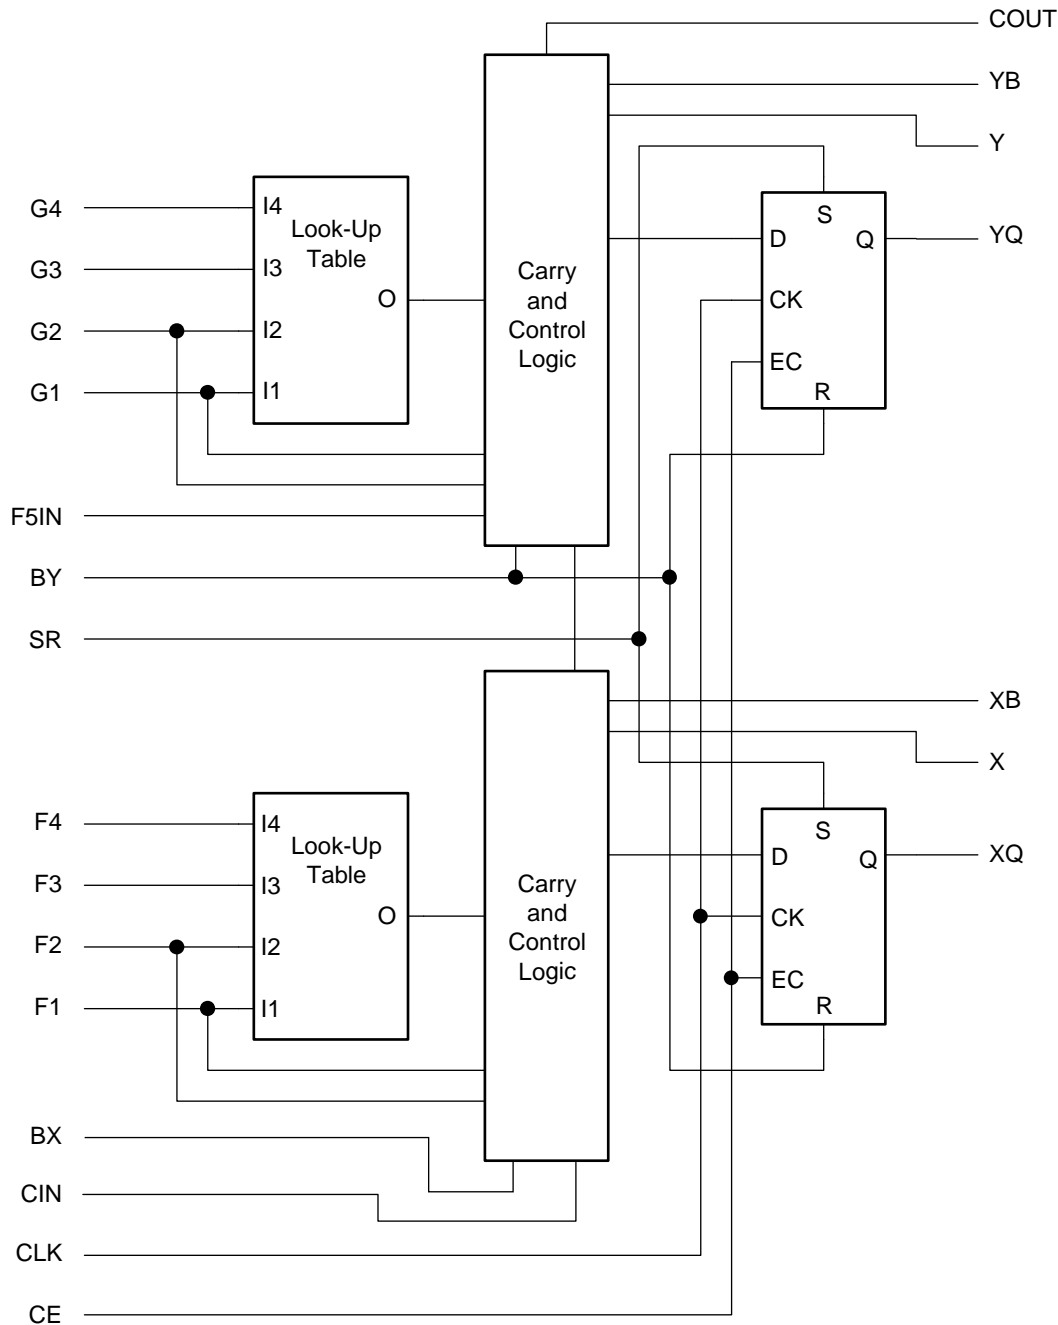 COUT
YB
Y
G4
G3
G2
G1
I4
I3
I2
I1
Look-Up
Table
O
Carry
and
Control
Logic
S
D
Q
CK
EC
R
YQ
F5IN
BY
SR
XB
X
F4
F3
F2
F1
I4
I3
I2
I1
Look-Up
Table
O
Carry
and
Control
Logic
S
D
Q
CK
EC
R
XQ
BX
CIN
CLK
CE